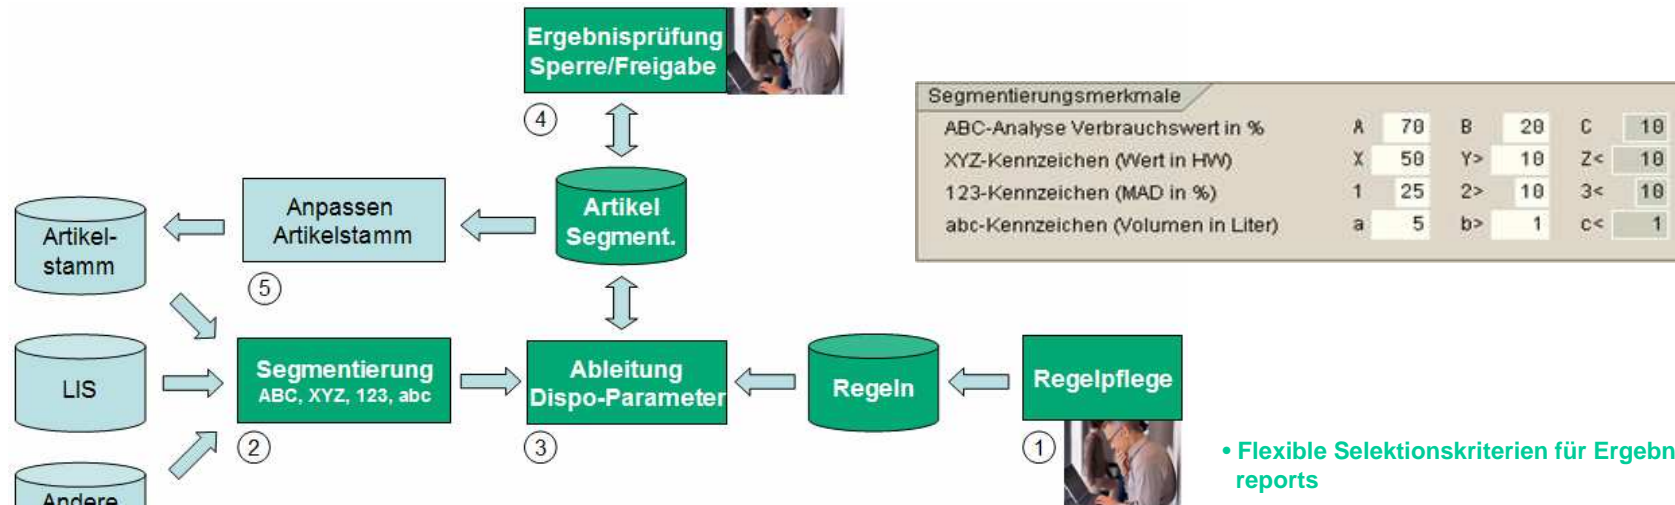 Ergebnisprüfung
Sperre/Freigabe
4
Segmentierungsmerkmale
ABC-Analyse Verbrauchswert in % A 70 B 20 C 10
XYZ-Kennzeichen (Wert in HW) X 50 Y> 10 Z< 10
123-Kennzeichen (MAD in %) 1 25 2> 10 3< 10
abc-Kennzeichen (Volumen in Liter) a 5 b> 1 c< 1
Artikel-
stamm
Anpassen
Artikelstamm
5
Artikel
Segment.
LIS
Segmentierung
ABC, XYZ, 123, abc
2
Ableitung
Dispo-Parameter
3
Regeln
Regelpflege
1
Andere
• Flexible Selektionskriterien für Ergebn
reports